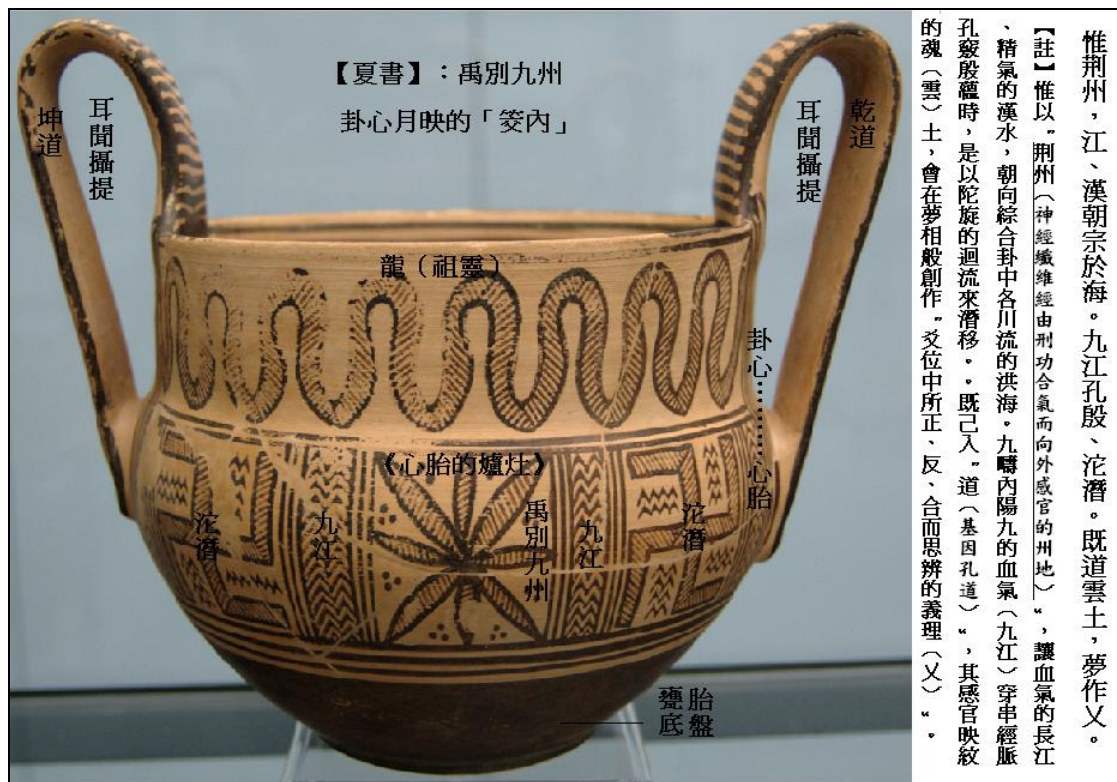 【夏書】：禹別九州
卦心月映的「筊內」
坤道
耳聞攝提
耳聞攝提
乾道
龍（祖靈）
卦心…………心胎
《心胎的爐灶》
沱潛
九江
禹別九州
九江
沱潛
甕胎
底盤
惟荆州，江、漢朝宗於海。九江孔殷、沱潛。既道雲土，夢作乂。
【註】惟以〝荆州（神經纖維經由刑功合氣而向外感官的州地）〞，讓血氣的長江
、精氣的漢水，朝向綜合卦中各川流的洪海。九疇內陽九的血氣（九江）穿串經脈
孔竅殷蘊時，是以陀旋的迴流來潛移。。既己入〝道（基因孔道）〞，其感官映紋
的魂（雲）土，會在夢相般創作〝爻位中所正、反、合而思辨的義理（乂）〞。